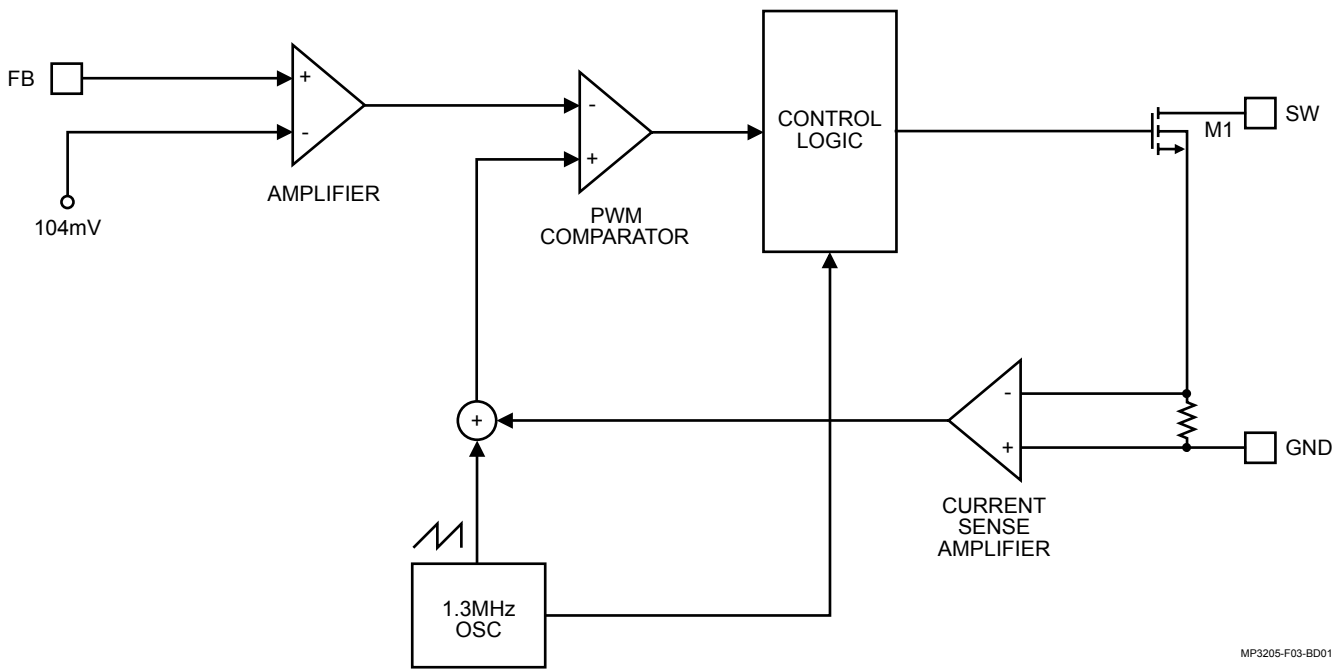 FB
+
-
104mV
AMPLIFIER
-
+
PWM
COMPARATOR
CONTROL
LOGIC
M1
SW
+
-
+
GND
CURRENT
SENSE
AMPLIFIER
1.3MHz
OSC
MP3205-F03-BD01